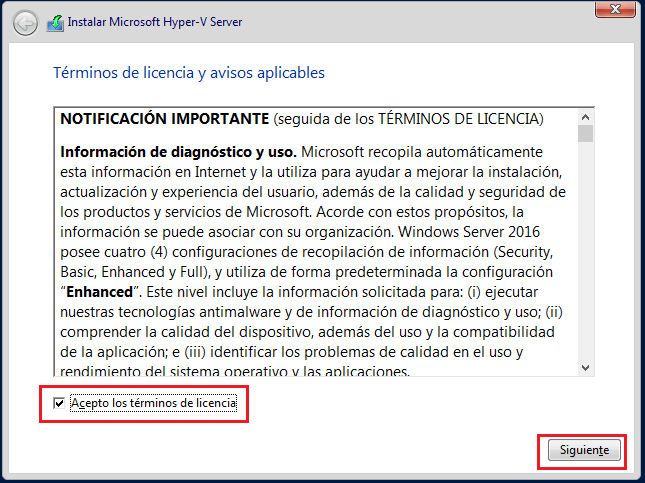 Instalar Microsoft Hyper-V Server
Términos de licencia y avisos aplicables
NOTIFICACIÓN IMPORTANTE (seguida de los TÉRMINOS DE LICENCIA)
Información de diagnóstico y uso. Microsoft recopila automáticamente
esta información en Internet y la utiliza para ayudar a mejorar la instalación,
actualización y experiencia del usuario, además de la calidad y seguridad de
los productos y servicios de Microsoft. Acorde con estos propósitos, la
información se puede asociar con su organización. Windows Server 2016
posee cuatro (4) configuraciones de recopilación de información (Security,
Basic, Enhanced y Full), y utiliza de forma predeterminada la configuración
“Enhanced”. Este nivel incluye la información solicitada para: (i) ejecutar
nuestras tecnologías antimalware y de información de diagnóstico y uso; (ii)
comprender la calidad del dispositivo, además del uso y la compatibilidad
de la aplicación; e (iii) identificar los problemas de calidad en el uso y
rendimiento del sistema operativo y las aplicaciones.
Acepto los términos de licencia
Siguiente